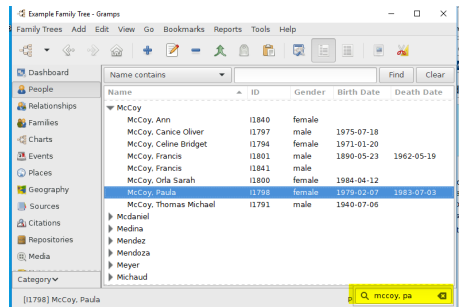 Example Family Tree - Gramps
Family Trees Add Edit View Go Bookmarks Reports Tools Help
Dashboard
People
Relationships
Families
Charts
Events
Places
Geography
Sources
Citations
Repositories
Media
Category
Name contains Find Clear
Name ID Gender Birth Date Death Date
McCoy
McCoy, Ann I1840 female
McCoy, Canice Oliver I1797 male 1975-07-18
McCoy, Celine Bridget I1794 female 1971-01-20
McCoy, Francis I1801 male 1890-05-23 1962-05-19
McCoy, Francis I1841 male
McCoy, Orla Sarah I1800 female 1984-04-12
McCoy, Paula I1798 female 1979-02-07 1983-07-03
McCoy, Thomas Michael I1791 male 1940-07-06
Mcdaniel
Medina
Mendez
Mendoza
Meyer
Michaud
[I1798] McCoy, Paula
mccoy, pa